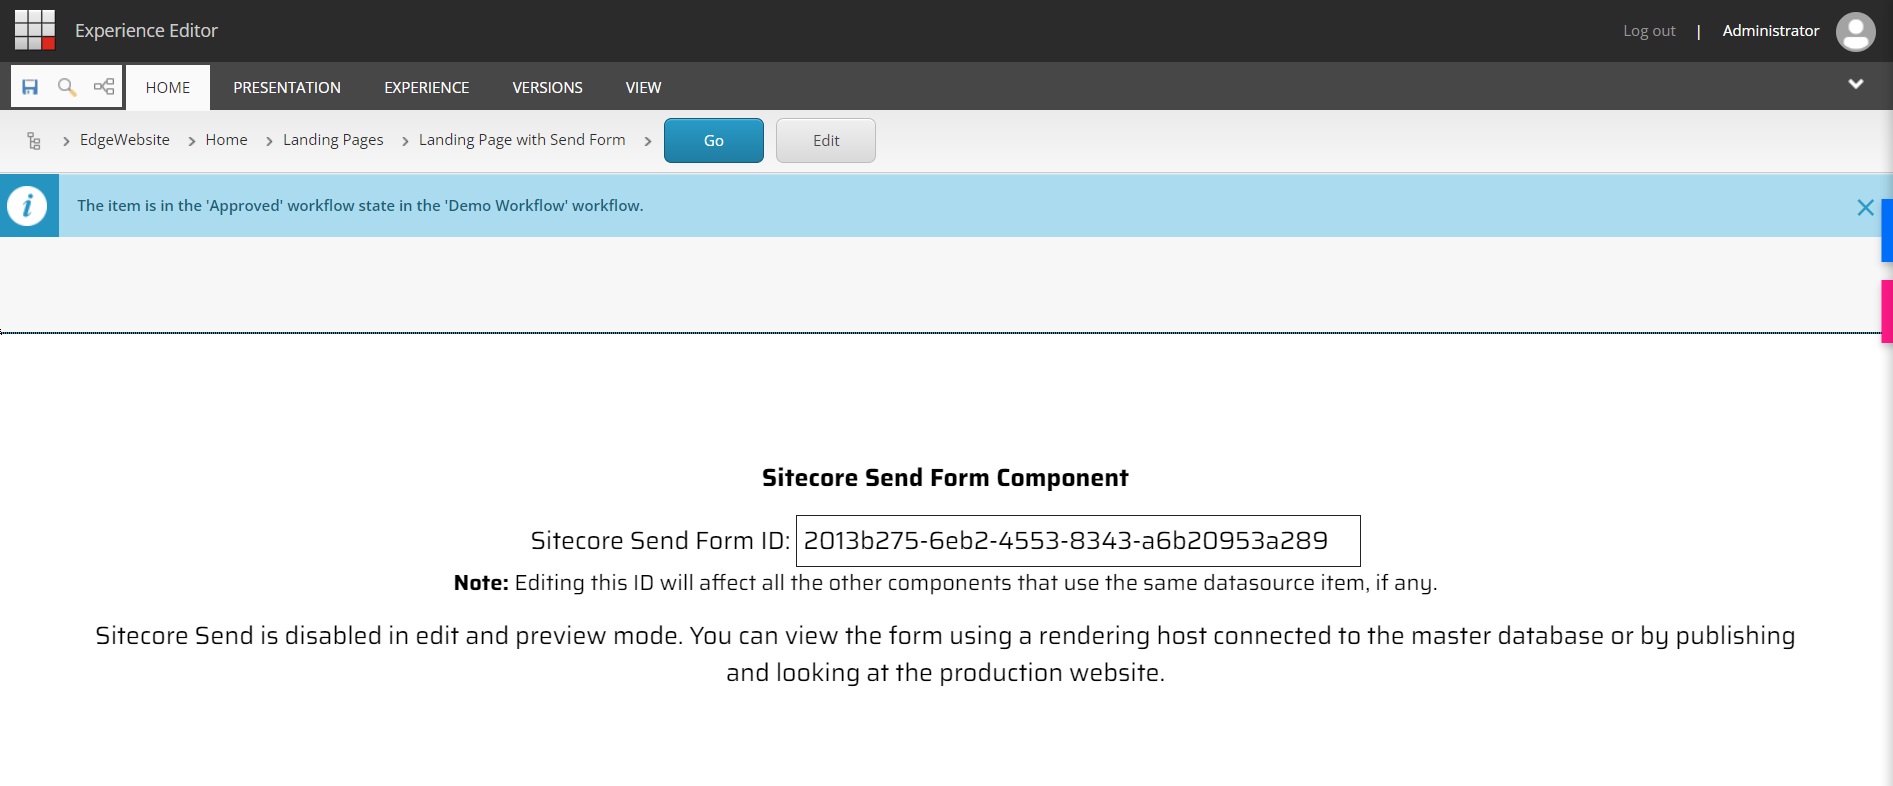 Experience Editor
Log out | Administrator
HOME PRESENTATION EXPERIENCE VERSIONS VIEW
EdgeWebsite > Home > Landing Pages > Landing Page with Send Form > Go Edit
The item is in the 'Approved' workflow state in the 'Demo Workflow' workflow.
Sitecore Send Form Component
Sitecore Send Form ID: 2013b275-6eb2-4553-8343-a6b20953a289
Note: Editing this ID will affect all the other components that use the same datasource item, if any.
Sitecore Send is disabled in edit and preview mode. You can view the form using a rendering host connected to the master database or by publishing
and looking at the production website.